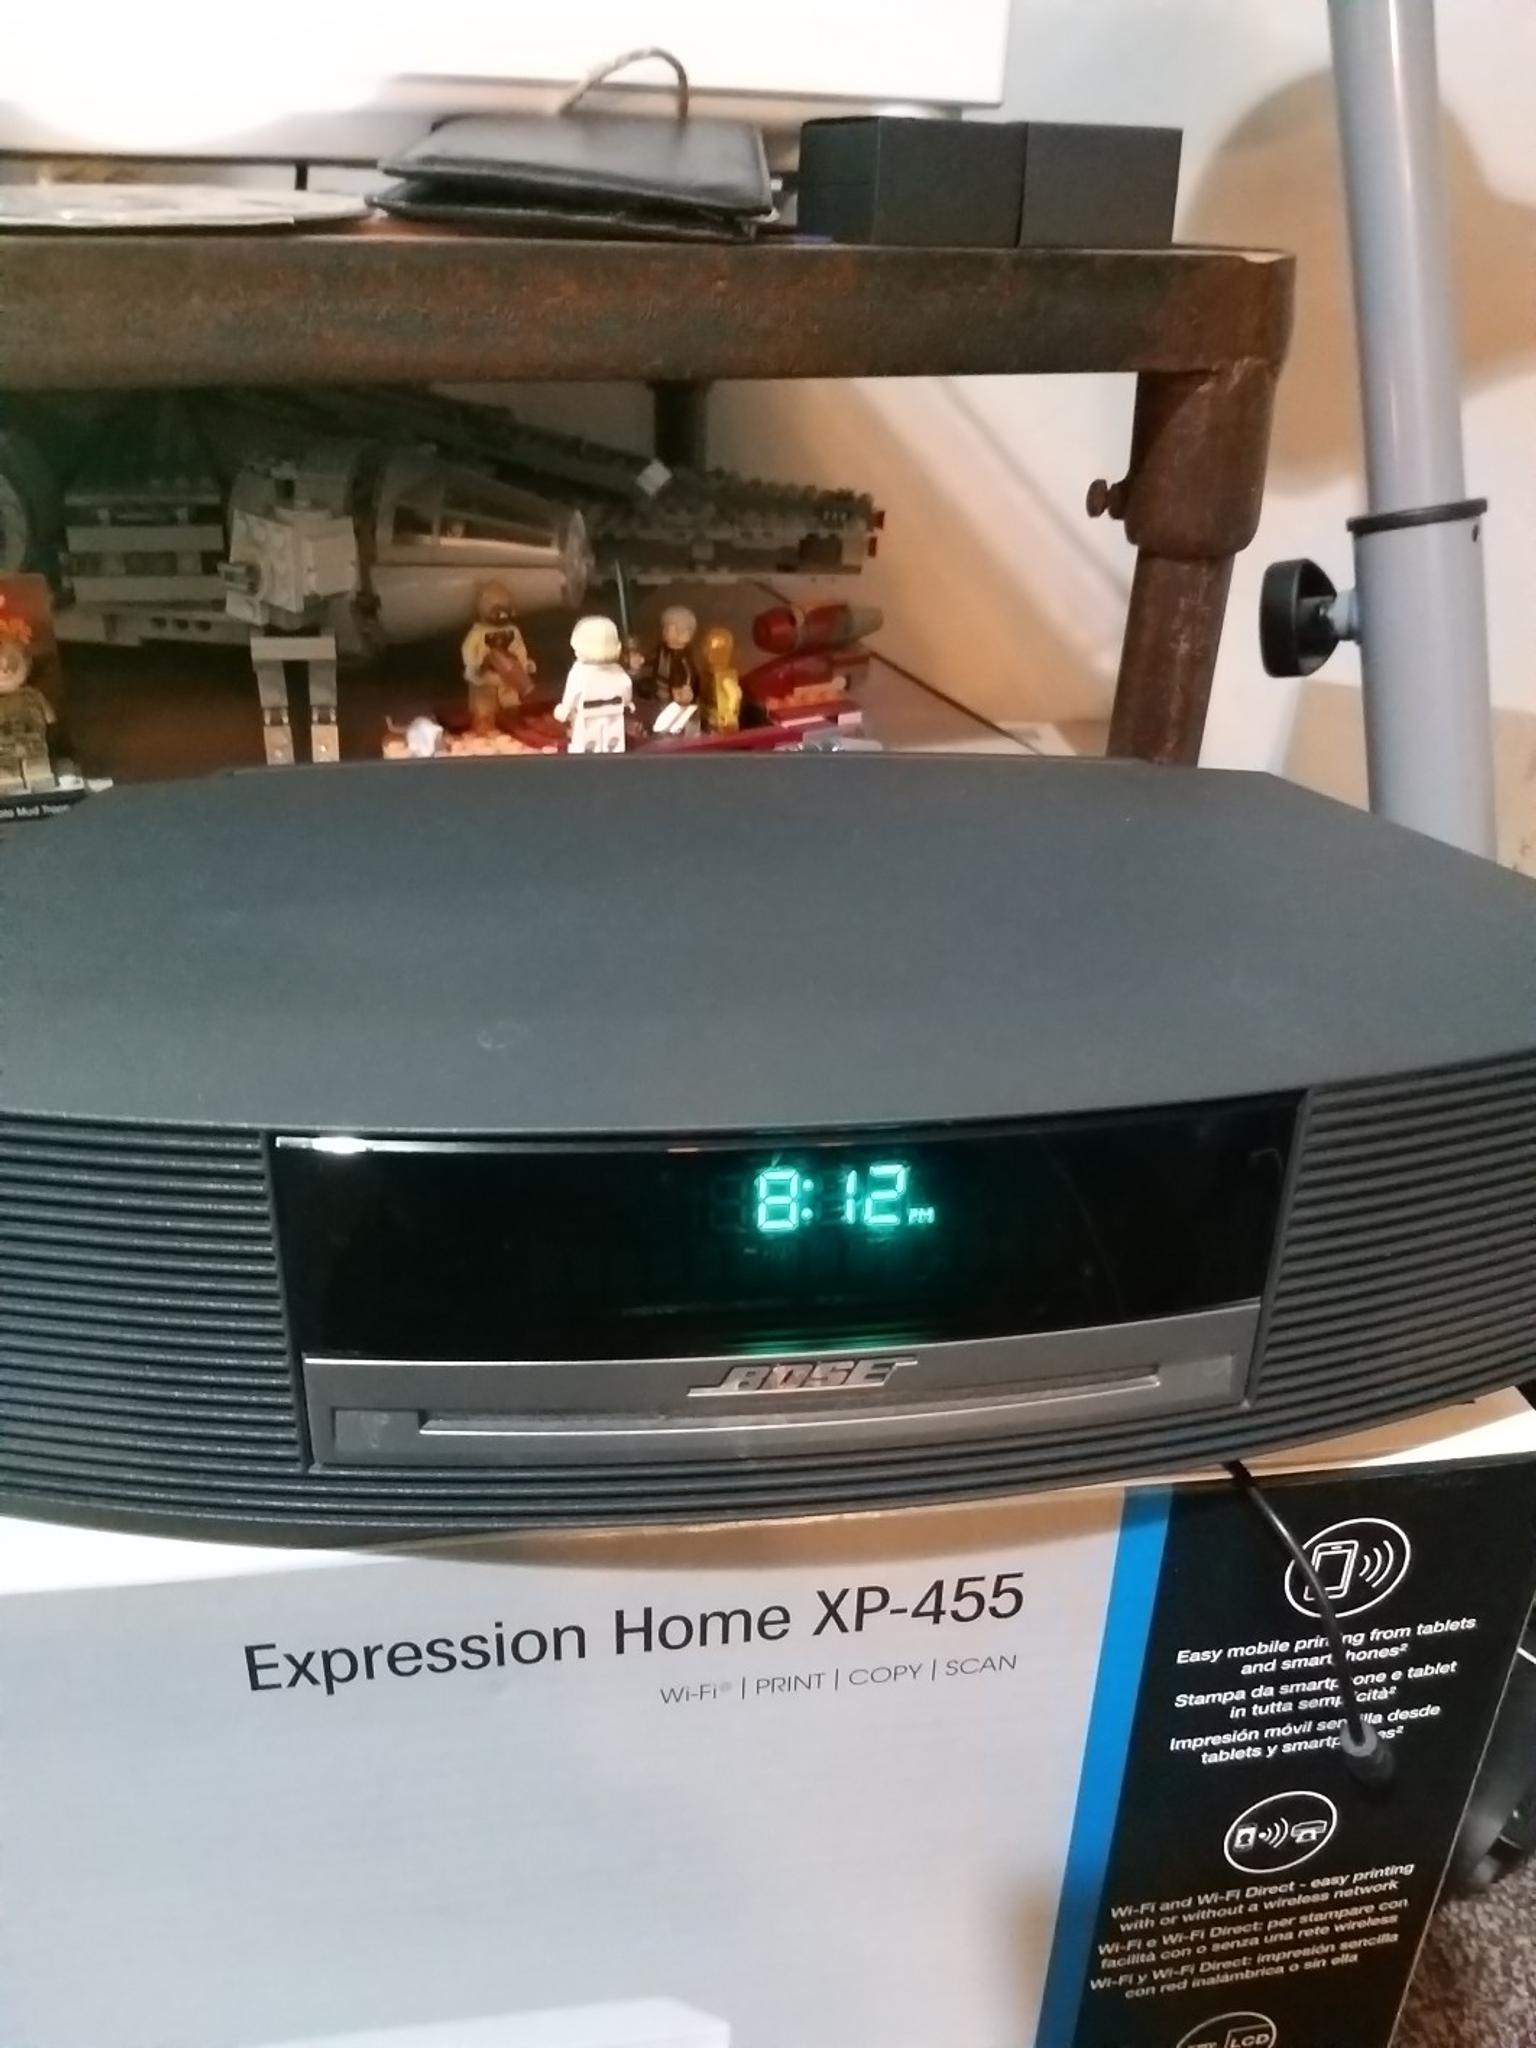 8:12 PM
BOSE
Expression Home XP-455
Wi-Fi® | PRINT | COPY | SCAN
Easy mobile printing from tablets
and smartphones²
Stampa da smartphone e tablet
in tutta semplicità²
Impresión móvil sencilla desde
tablets y smartphones²
Wi-Fi and Wi-Fi Direct - easy printing
with or without a wireless network
Wi-Fi e Wi-Fi Direct: per stampare con
facilità con o senza una rete wireless
Wi-Fi y Wi-Fi Direct: impresión sencilla
con red inalámbrica o sin ella
LCD